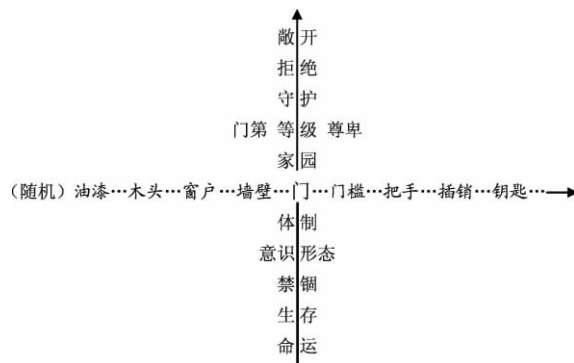 敞开
拒绝
守护
门第 等级 尊卑
家园
（随机）油漆…木头…窗户…墙壁…门…门槛…把手…插销…钥匙…
体制
意识形态
禁锢
生存
命运